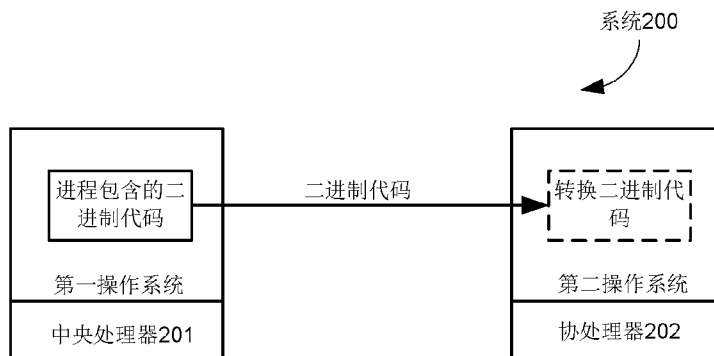 系统200
进程包含的二
进制代码
二进制代码
转换二进制代
码
第一操作系统
第二操作系统
中央处理器201
协处理器202